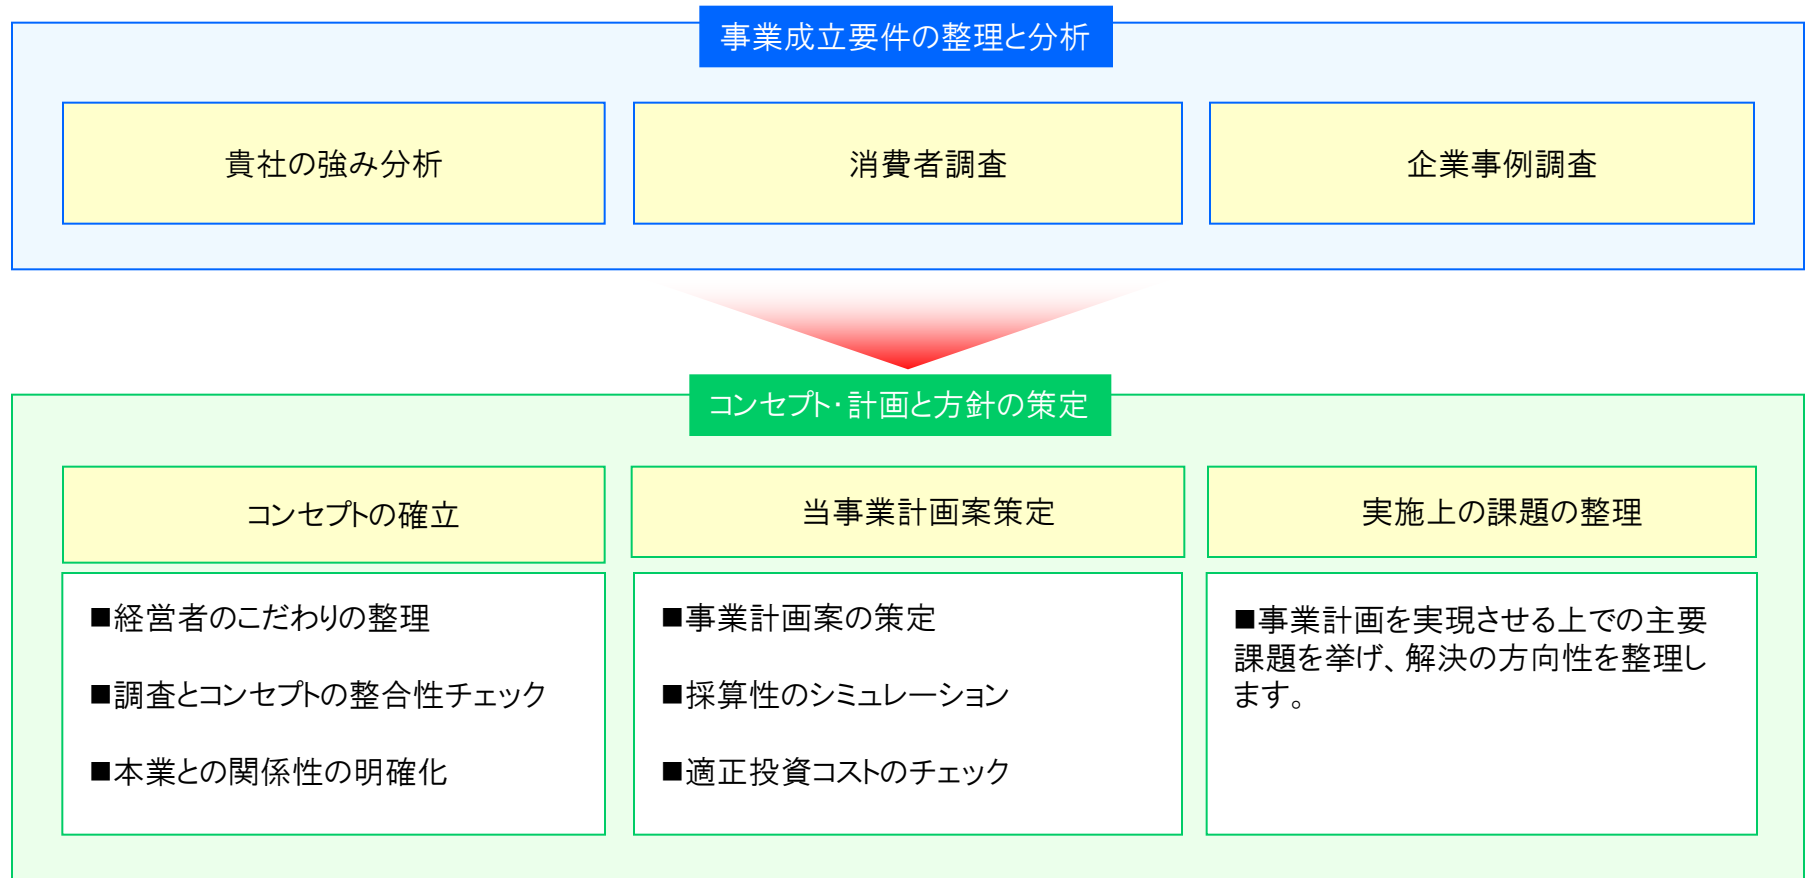 事業成立要件の整理と分析
貴社の強み分析
消費者調査
企業事例調査
コンセプト・計画と方針の策定
コンセプトの確立
当事業計画案策定
実施上の課題の整理
■経営者のこだわりの整理
■調査とコンセプトの整合性チェック
■本業との関係性の明確化
■事業計画案の策定
■採算性のシミュレーション
■適正投資コストのチェック
■事業計画を実現させる上での主要
課題を挙げ、解決の方向性を整理し
ます。